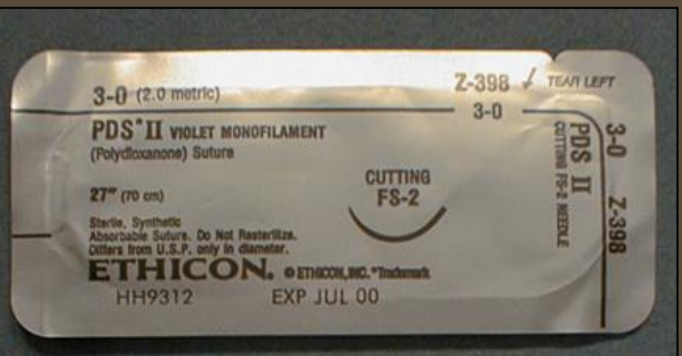 3-0 (2.0 metric)
Z-398 TEAR LEFT
3-0
PDS*II VIOLET MONOFILAMENT
(Polydioxanone) Suture
27" (70 cm)
CUTTING
FS-2
Sterile, Synthetic
Absorbable Suture. Do Not Resterilize.
Differs from U.S.P. only in diameter.
ETHICON. © ETHICON, INC. *Trademark
HH9312 EXP JUL 00
3-0 Z-398
PDS II
CUTTING FS-2 NEEDLE